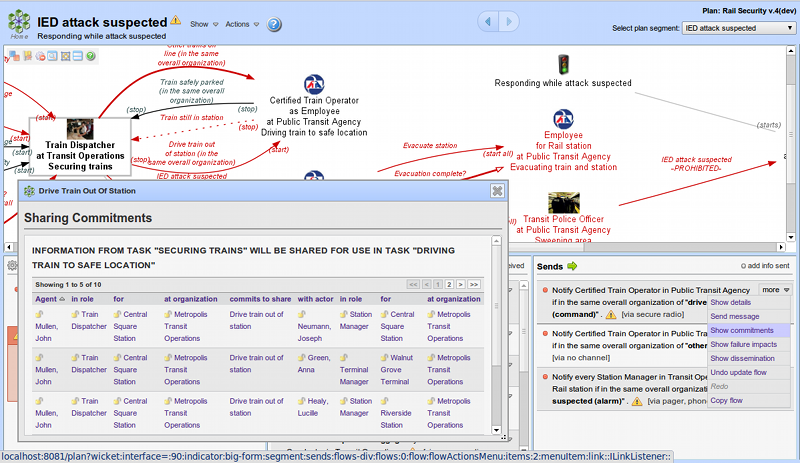 IED attack suspected
Show
Actions
Home
Responding while attack suspected
Plan: Rail Security v.4(dev)
Select plan segment:
IED attack suspected
line (in the same
overall organization)
Train safely parked
(in the same overall
organization)
(stop)
(start)
Train still in station
(stop)
(stop)
Train Dispatcher
at Transit Operations
Securing trains
Drive train out
of station (in the
same overall organization)
(start)
IED attack suspected
Certified Train Operator
as Employee
at Public Transit Agency
Driving train to safe location
Responding while attack suspected
(starts)
Employee
for Rail station
at Public Transit Agency
Evacuating train and station
Evacuate station
(start all)
Evacuation complete?
IED attack suspected
-PROHIBITED-
Transit Police Officer
at Public Transit Agency
Sweeping area
Drive Train Out Of Station
Sharing Commitments
INFORMATION FROM TASK "SECURING TRAINS" WILL BE SHARED FOR USE IN TASK "DRIVING
TRAIN TO SAFE LOCATION"
Showing 1 to 5 of 10
<< < 1 2 > >>
Agent in role for at organization commits to share with actor in role for at organization
Mullen, John Train Dispatcher Central Square Station Metropolis Transit Operations Drive train out of station Neumann, Joseph Station Manager Central Square Station Metropolis Transit Operations
Mullen, John Train Dispatcher Central Square Station Metropolis Transit Operations Drive train out of station Green, Anna Terminal Manager Walnut Grove Terminal Metropolis Transit Operations
Mullen, John Train Dispatcher Central Square Station Metropolis Transit Operations Drive train out of station Healy, Lucille Station Manager Riverside Station Metropolis Transit Operations
Sends
add info sent
Notify Certified Train Operator in Public Transit Agency
if in the same overall organization of "drive
(command)". [via secure radio]
Notify Certified Train Operator in Public Tra
if in the same overall organization of "other
[via no channel]
Notify every Station Manager in Transit Ope
Rail station if in the same overall organizati
suspected (alarm)". [via pager, phone
more
Show details
Send message
Show commitments
Show failure impacts
Show dissemination
Undo update flow
Redo
Copy flow
localhost:8081/plan?wicket:interface=:90:indicator:big-form:segment:sends:flows-div:flows:0:flow:flowActionsMenu:items:2:menuItem:link::ILinkListener::